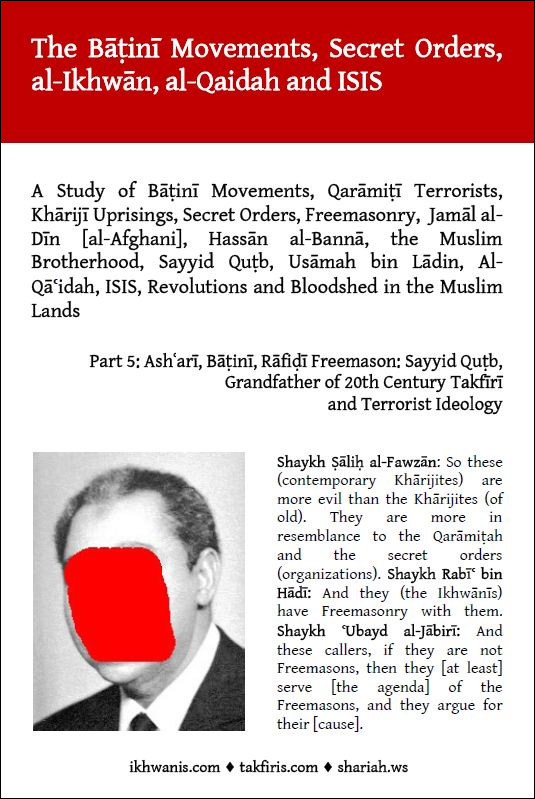 The Bāṭinī Movements, Secret Orders,
al-Ikhwān, al-Qaidah and ISIS
A Study of Bāṭinī Movements, Qarāmiṭī Terrorists,
Khārijī Uprisings, Secret Orders, Freemasonry, Jamāl al-
Dīn [al-Afghani], Hassān al-Bannā, the Muslim
Brotherhood, Sayyid Quṭb, Usāmah bin Lādin, Al-
Qāʿidah, ISIS, Revolutions and Bloodshed in the Muslim
Lands
Part 5: Ashʿarī, Bāṭinī, Rāfiḍī Freemason: Sayyid Quṭb,
Grandfather of 20th Century Takfīrī
and Terrorist Ideology
Shaykh Ṣāliḥ al-Fawzān: So these
(contemporary Khārijites) are
more evil than the Khārijites (of
old). They are more in
resemblance to the Qarāmiṭah
and the secret orders
(organizations). Shaykh Rabīʿ bin
Hādī: And they (the Ikhwānīs)
have Freemasonry with them.
Shaykh ʿUbayd al-Jābirī: And
these callers, if they are not
Freemasons, then they [at least]
serve [the agenda] of the
Freemasons, and they argue for
their [cause].
ikhwanis.com ♦ takfiris.com ♦ shariah.ws